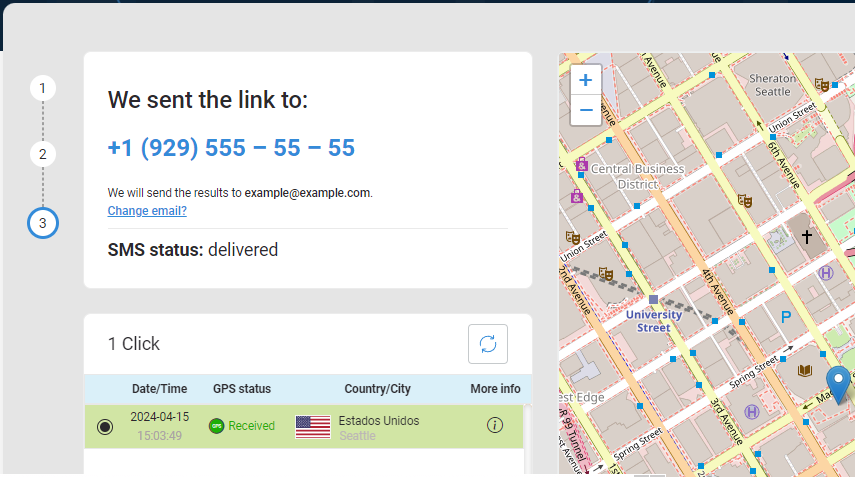 We sent the link to:
+1 (929) 555 – 55 – 55
We will send the results to example@example.com.
Change email?
SMS status: delivered
1
2
3
1 Click
Date/Time GPS status Country/City More info
2024-04-15
15:03:49
GPS Received
Estados Unidos
Seattle
i
+
−
Sheraton
Seattle
Union Street
6th Avenue
Central Business
District
Union Street
2nd Avenue
4th Avenue
University
Street
H
P
Spring Street
3rd Avenue
H
Spring Street
R 99 Tunnel
Avenue
Avenue